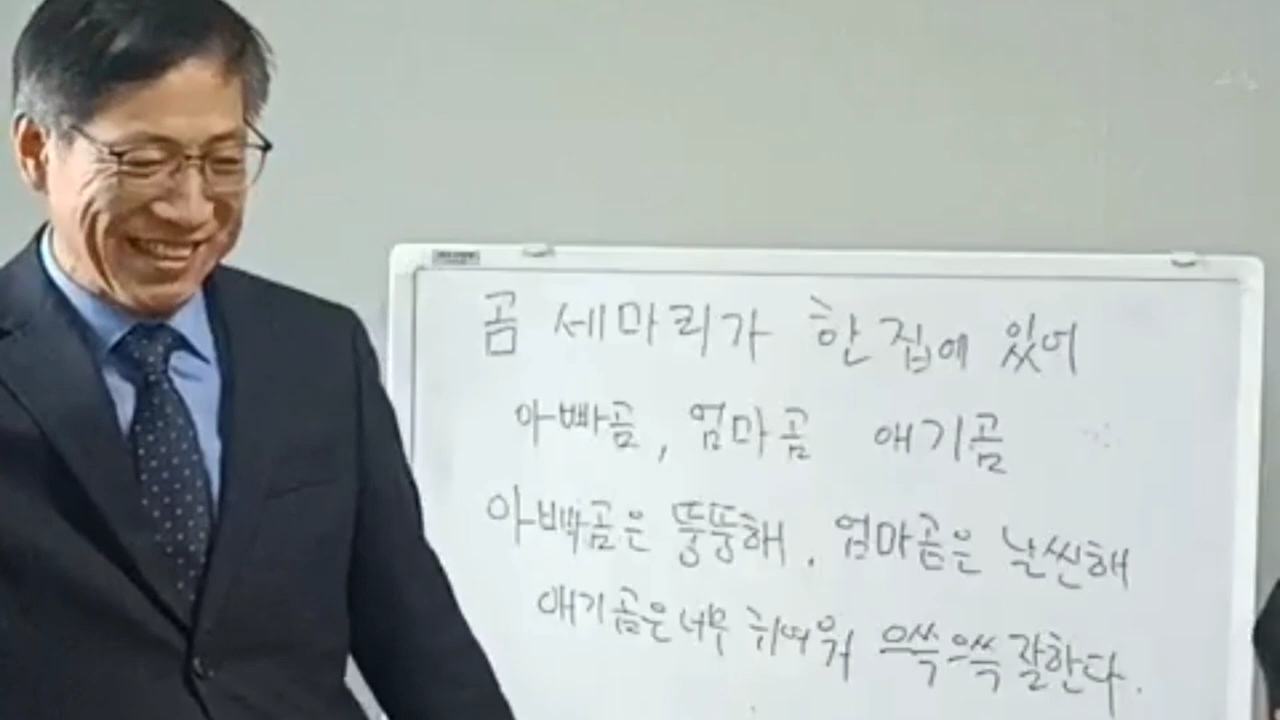 곰 세마리가 한 집에 있어
아빠곰, 엄마곰 애기곰
아빡곰은 뚱뚱해. 엄마곰은 날씬해
애기곰은 너무 귀여워 으쓱으쓱 잘한다.